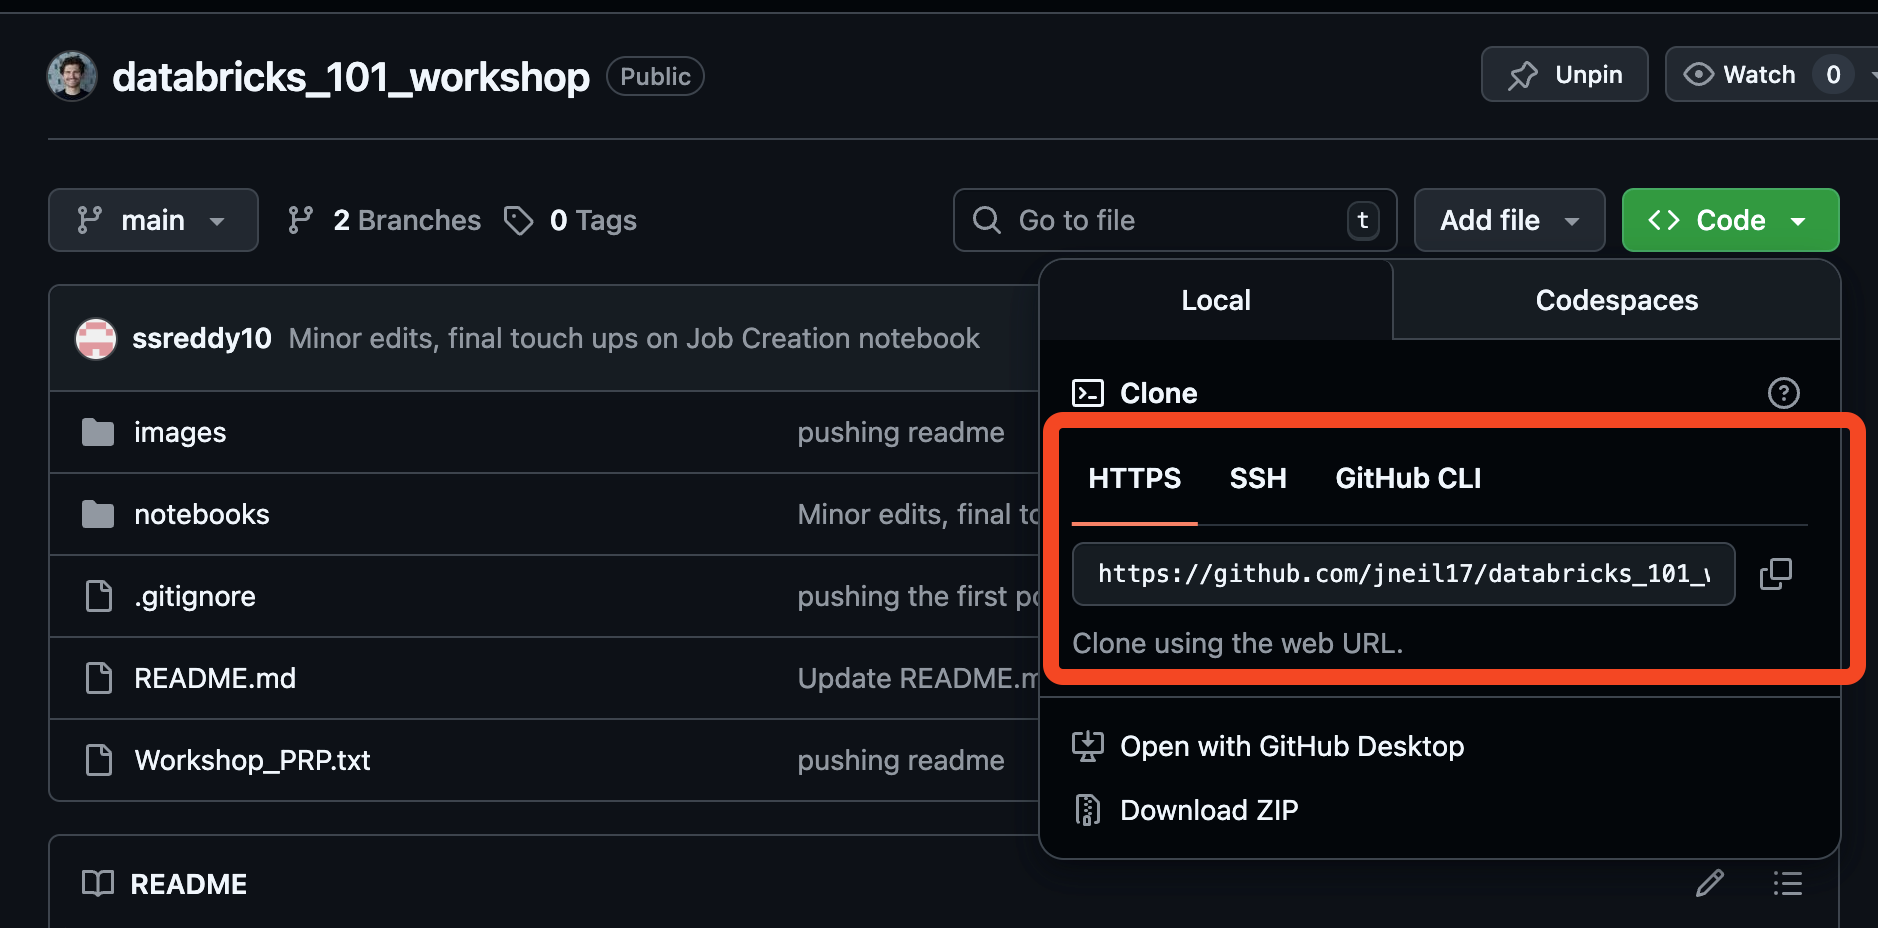 databricks_101_workshop Public
Unpin
Watch 0
main
2 Branches
0 Tags
Go to file t
Add file
Code
ssreddy10 Minor edits, final touch ups on Job Creation notebook
images pushing readme
notebooks Minor edits, final
.gitignore pushing the first
README.md Update
Workshop_PRP.txt pushing readme
README
Local
Codespaces
Clone
HTTPS SSH GitHub CLI
https://github.com/jneil17/databricks_101_
Clone using the web URL.
Open with GitHub Desktop
Download ZIP